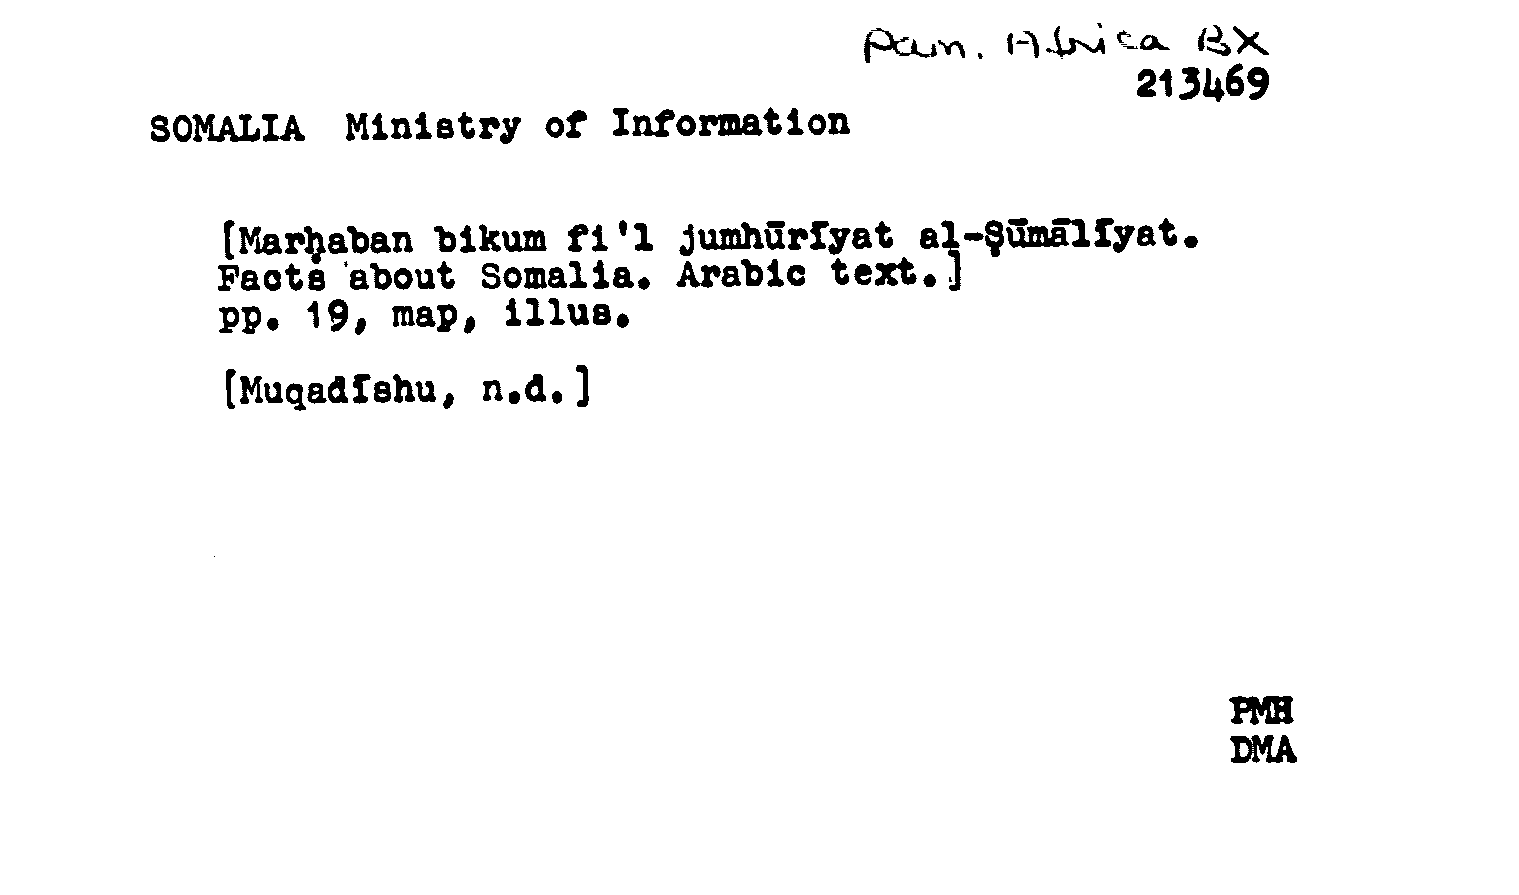 Pam. Africa BX
213469
SOMALIA Ministry of Information
[Marḥaban bikum fi'l jumhūrīyat al-Ṣūmālīyat.
Facts about Somalia. Arabic text.]
pp. 19, map, illus.
[Muqadīshu, n.d.]
PMH
DMA